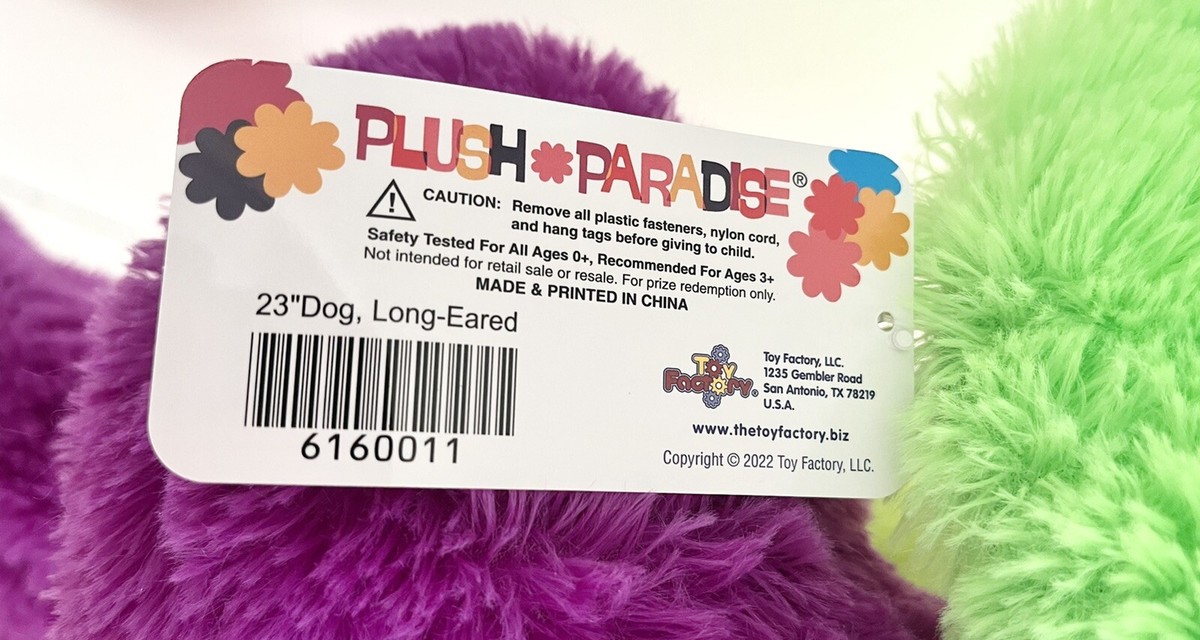 PLUSH PARADISE®
CAUTION: Remove all plastic fasteners, nylon cord,
and hang tags before giving to child.
Safety Tested For All Ages 0+, Recommended For Ages 3+
Not intended for retail sale or resale. For prize redemption only.
MADE & PRINTED IN CHINA
23"Dog, Long-Eared
6160011
Toy
Factory®
Toy Factory, LLC.
1235 Gembler Road
San Antonio, TX 78219
U.S.A.
www.thetoyfactory.biz
Copyright © 2022 Toy Factory, LLC.